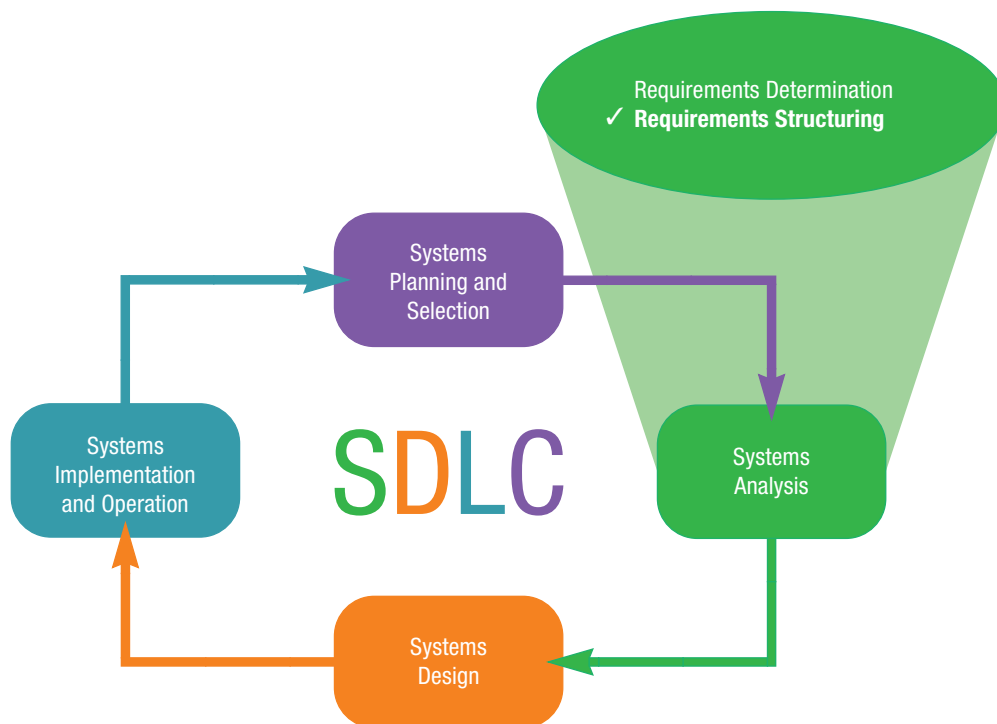 Requirements Determination
✓ Requirements Structuring
Systems
Planning and
Selection
Systems
Implementation
and Operation
SDLC
Systems
Analysis
Systems
Design